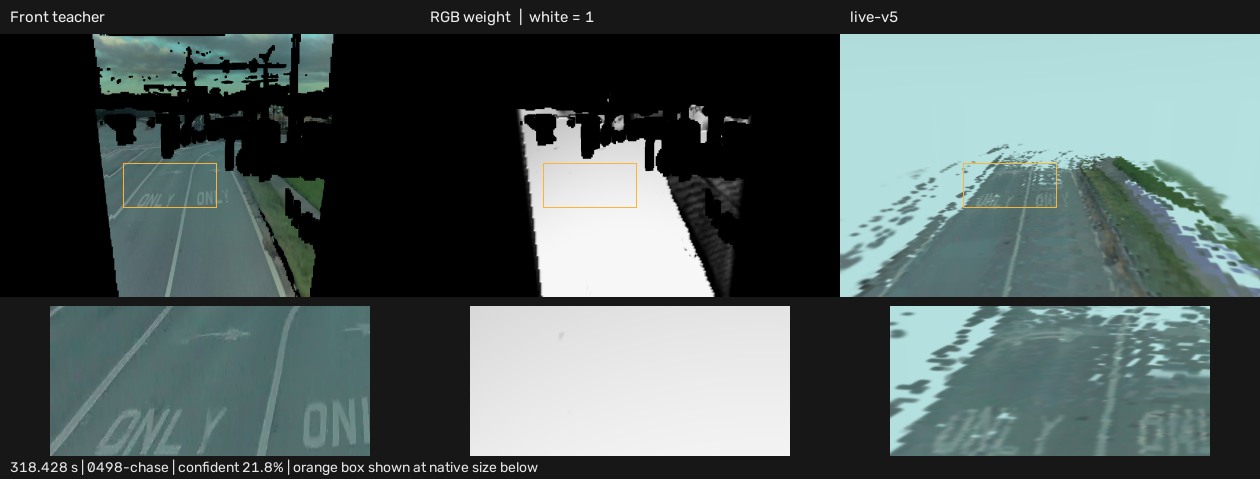 Front teacher
RGB weight | white = 1
live-v5
ONLY ONLY
ONLY ONL
318.428 s | 0498-chase | confident 21.8% | orange box shown at native size below